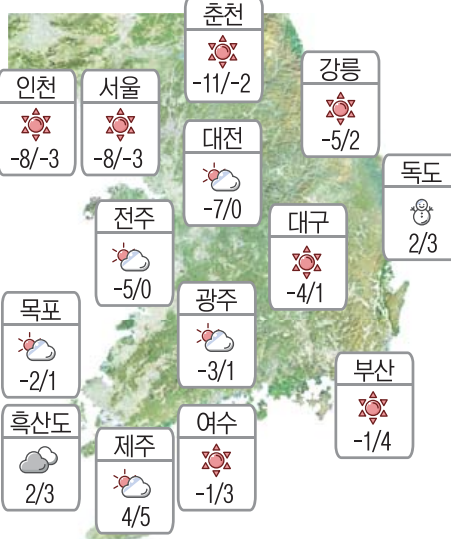 춘천
-11/-2
강릉
-5/2
인천
-8/-3
서울
-8/-3
대전
-7/0
독도
2/3
전주
-5/0
대구
-4/1
광주
-3/1
목포
-2/1
부산
-1/4
흑산도
2/3
제주
4/5
여수
-1/3